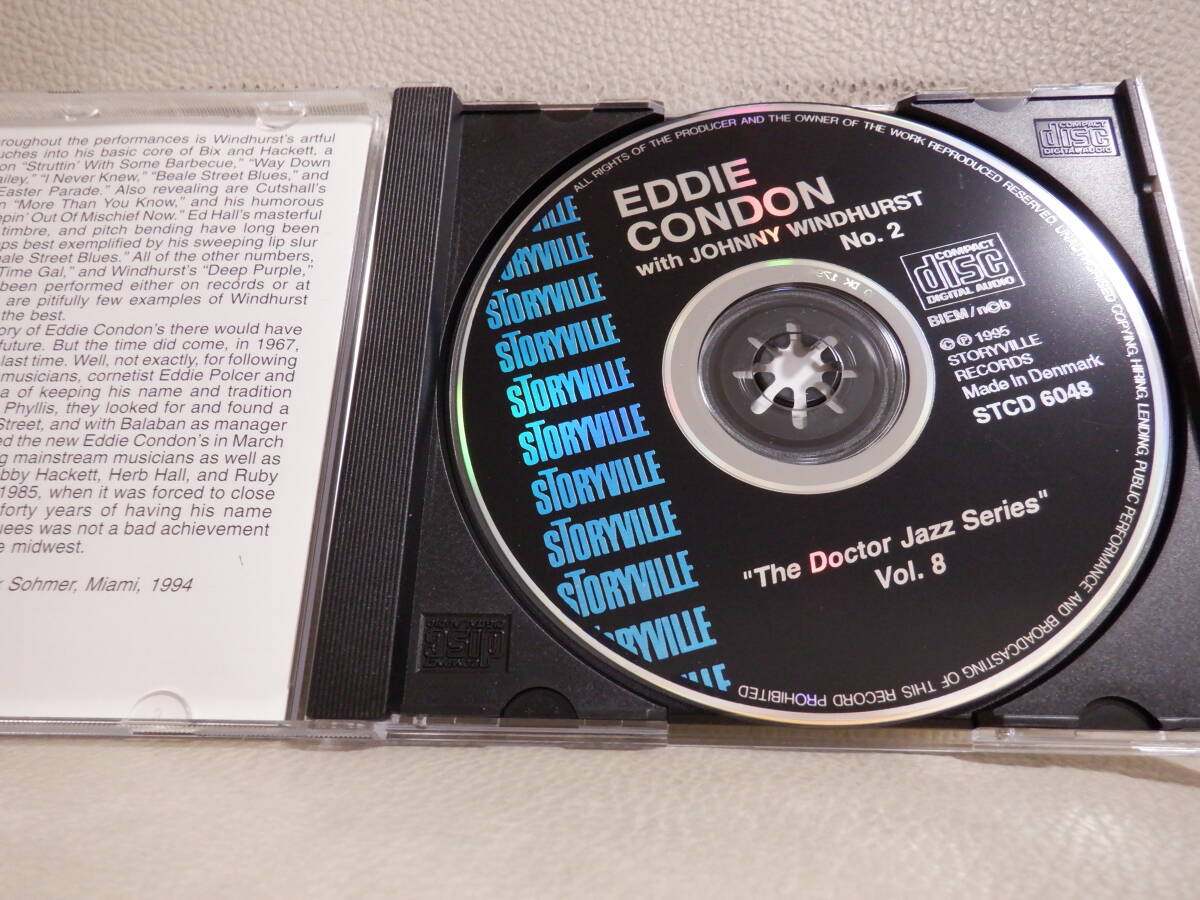 roughout the performances is Windhurst's artful
uches into his basic core of Bix and Hackett, a
on "Struttin' With Some Barbecue," "Way Down
ailey," "I Never Knew," "Beale Street Blues," and
Easter Parade." Also revealing are Cutshall's
n "More Than You Know," and his humorous
epin' Out Of Mischief Now." Ed Hall's masterful
timbre, and pitch bending have long been
ps best exemplified by his sweeping lip slur
eale Street Blues." All of the other numbers,
Time Gal," and Windhurst's "Deep Purple,"
been performed either on records or at
are pitifully few examples of Windhurst
the best.
ory of Eddie Condon's there would have
future. But the time did come, in 1967,
last time. Well, not exactly, for following
musicians, cornetist Eddie Polcer and
a of keeping his name and tradition
Phyllis, they looked for and found a
Street, and with Balaban as manager
ed the new Eddie Condon's in March
g mainstream musicians as well as
bby Hackett, Herb Hall, and Ruby
1985, when it was forced to close
forty years of having his name
uees was not a bad achievement
e midwest.
k Sohmer, Miami, 1994
ALL RIGHTS OF THE PRODUCER AND THE OWNER OF THE WORK REPRODUCED RESERVED UNAUTHORISED COPYING, HIRING, LENDING, PUBLIC PERFORMANCE AND BROADCASTING OF THIS RECORD PROHIBITED
EDDIE
CONDON
with JOHNNY WINDHURST
No. 2
COMPACT
disc
DIGITAL AUDIO
BIEM/n©b
© ℗ 1995
STORYVILLE
RECORDS
Made in Denmark
STCD 6048
"The Doctor Jazz Series"
Vol. 8
STORYVILLE
STORYVILLE
STORYVILLE
STORYVILLE
STORYVILLE
STORYVILLE
STORYVILLE
STORYVILLE
STORYVILLE
STORYVILLE
STORYVILLE
COMPACT
disc
DIGITAL AUDIO
COMPACT
disc
DIGITAL AUDIO